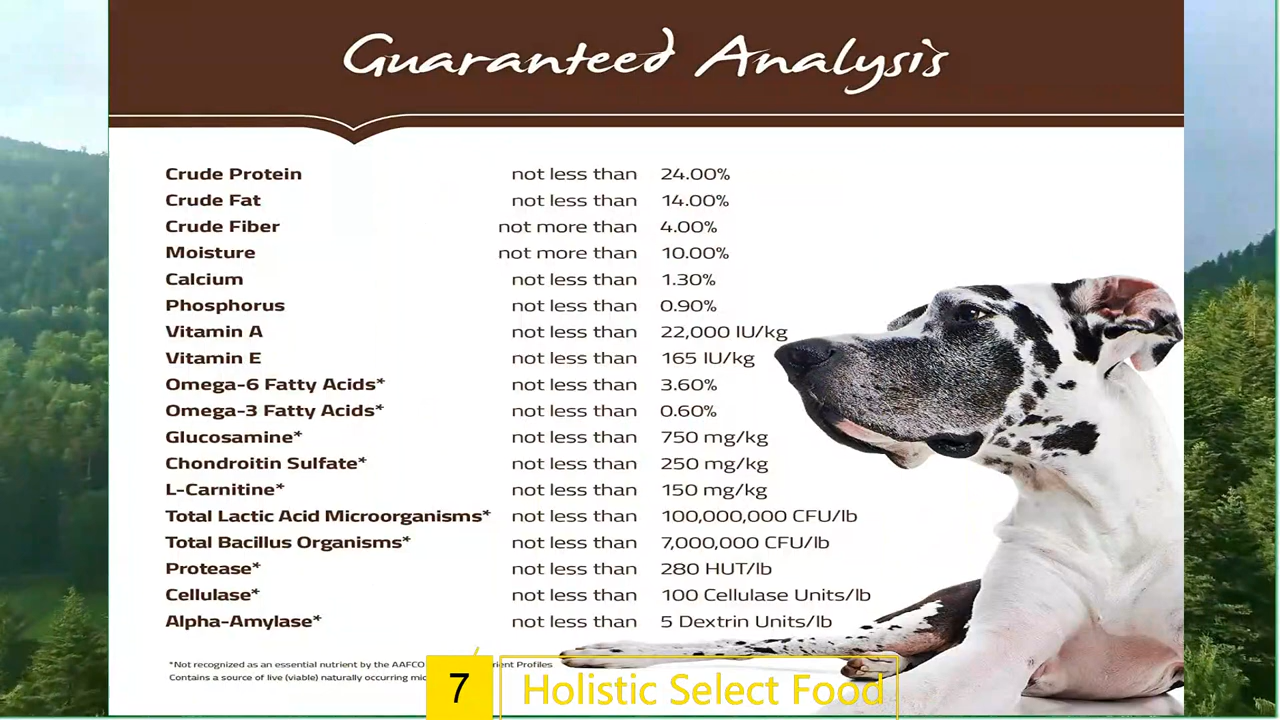 Guaranteed Analysis
Crude Protein not less than 24.00%
Crude Fat not less than 14.00%
Crude Fiber not more than 4.00%
Moisture not more than 10.00%
Calcium not less than 1.30%
Phosphorus not less than 0.90%
Vitamin A not less than 22,000 IU/kg
Vitamin E not less than 165 IU/kg
Omega-6 Fatty Acids* not less than 3.60%
Omega-3 Fatty Acids* not less than 0.60%
Glucosamine* not less than 750 mg/kg
Chondroitin Sulfate* not less than 250 mg/kg
L-Carnitine* not less than 150 mg/kg
Total Lactic Acid Microorganisms* not less than 100,000,000 CFU/lb
Total Bacillus Organisms* not less than 7,000,000 CFU/lb
Protease* not less than 280 HUT/lb
Cellulase* not less than 100 Cellulase Units/lb
Alpha-Amylase* not less than 5 Dextrin Units/lb
*Not recognized as an essential nutrient by the AAFCO Profiles
Contains a source of live (viable) naturally occurring
7 Holistic Select Food